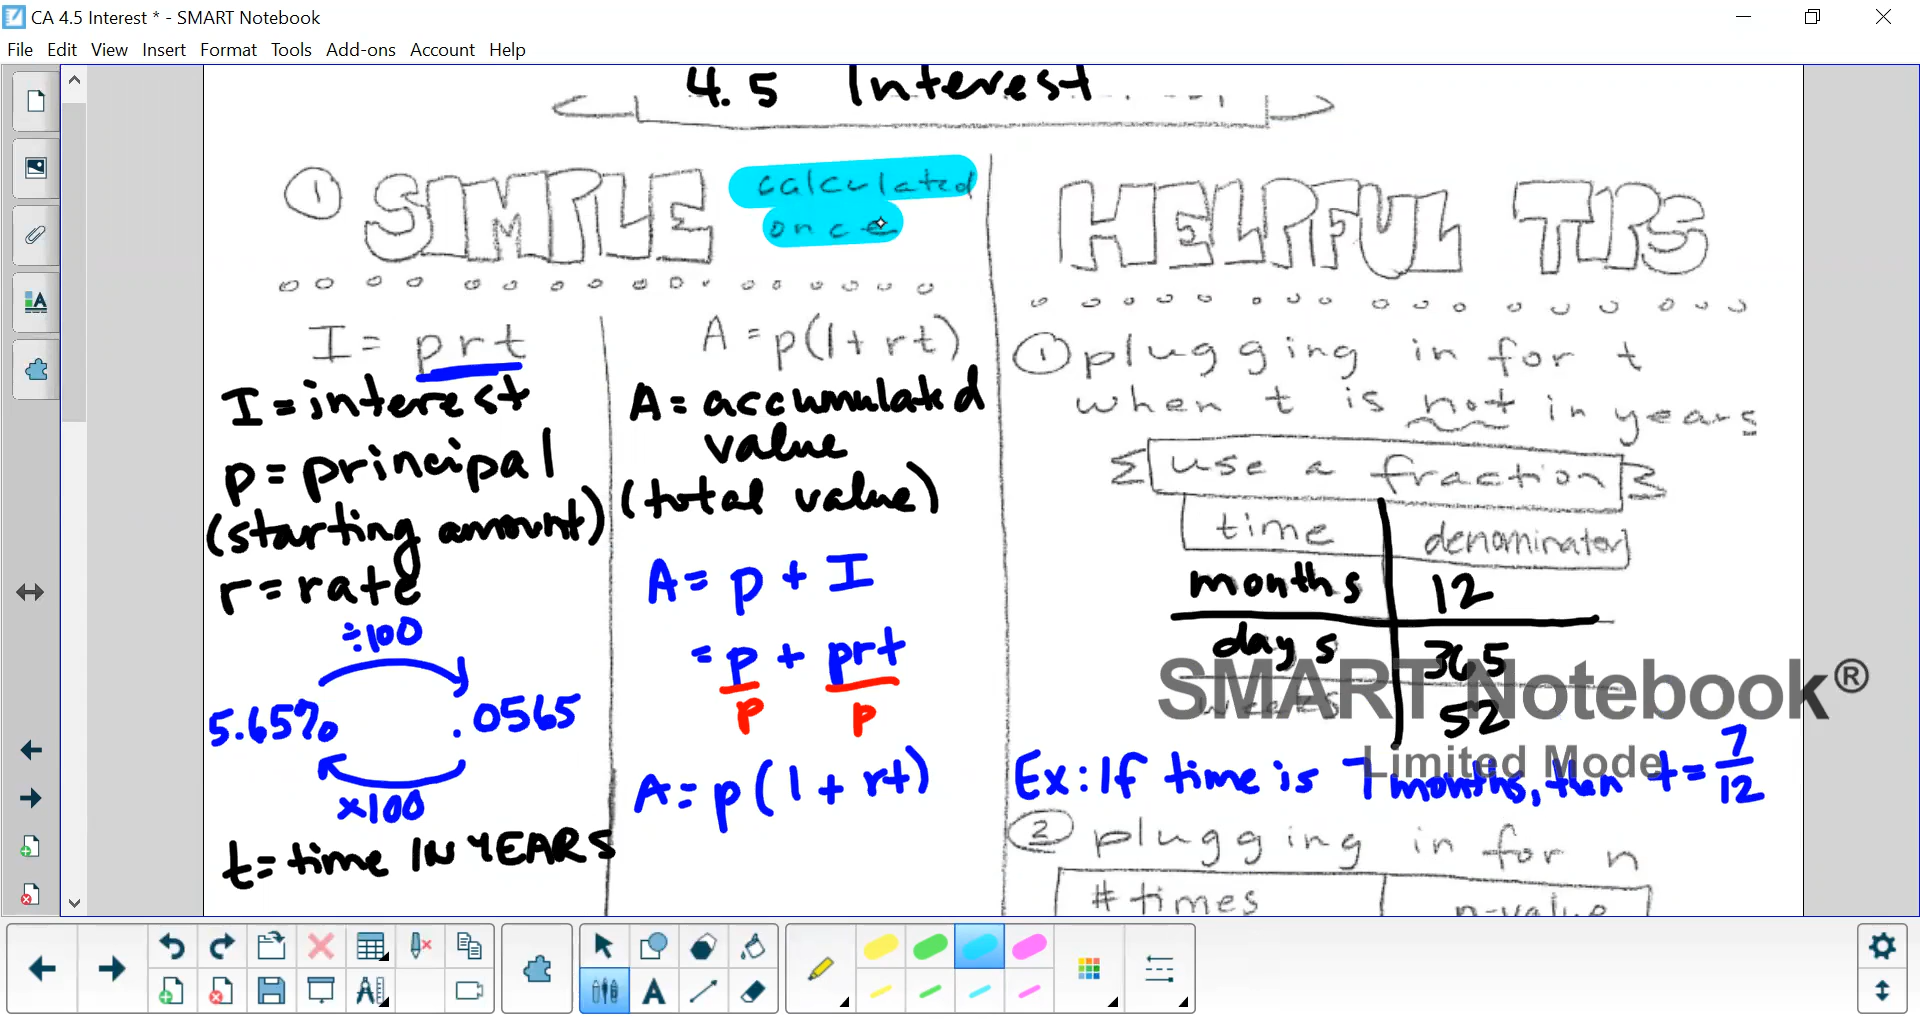 CA 4.5 Interest * - SMART Notebook
File Edit View Insert Format Tools Add-ons Account Help
4.5 Interest
① SIMPLE
calculated
once
I = prt
I = interest
p = principal
(starting amount)
r = rate
÷100
5.65% .0565
×100
t = time IN YEARS
A = p(1 + rt)
A = accumulated
value
(total value)
A = p + I
= p + prt
p p
A = p(1 + rt)
HELPFUL TIPS
① plugging in for t
when t is not in years
use a fraction
time denominator
months 12
days 365
weeks 52
SMART Notebook®
Limited Mode
Ex: If time is 7 months, then t = 7/12
② plugging in for n
# times n-value